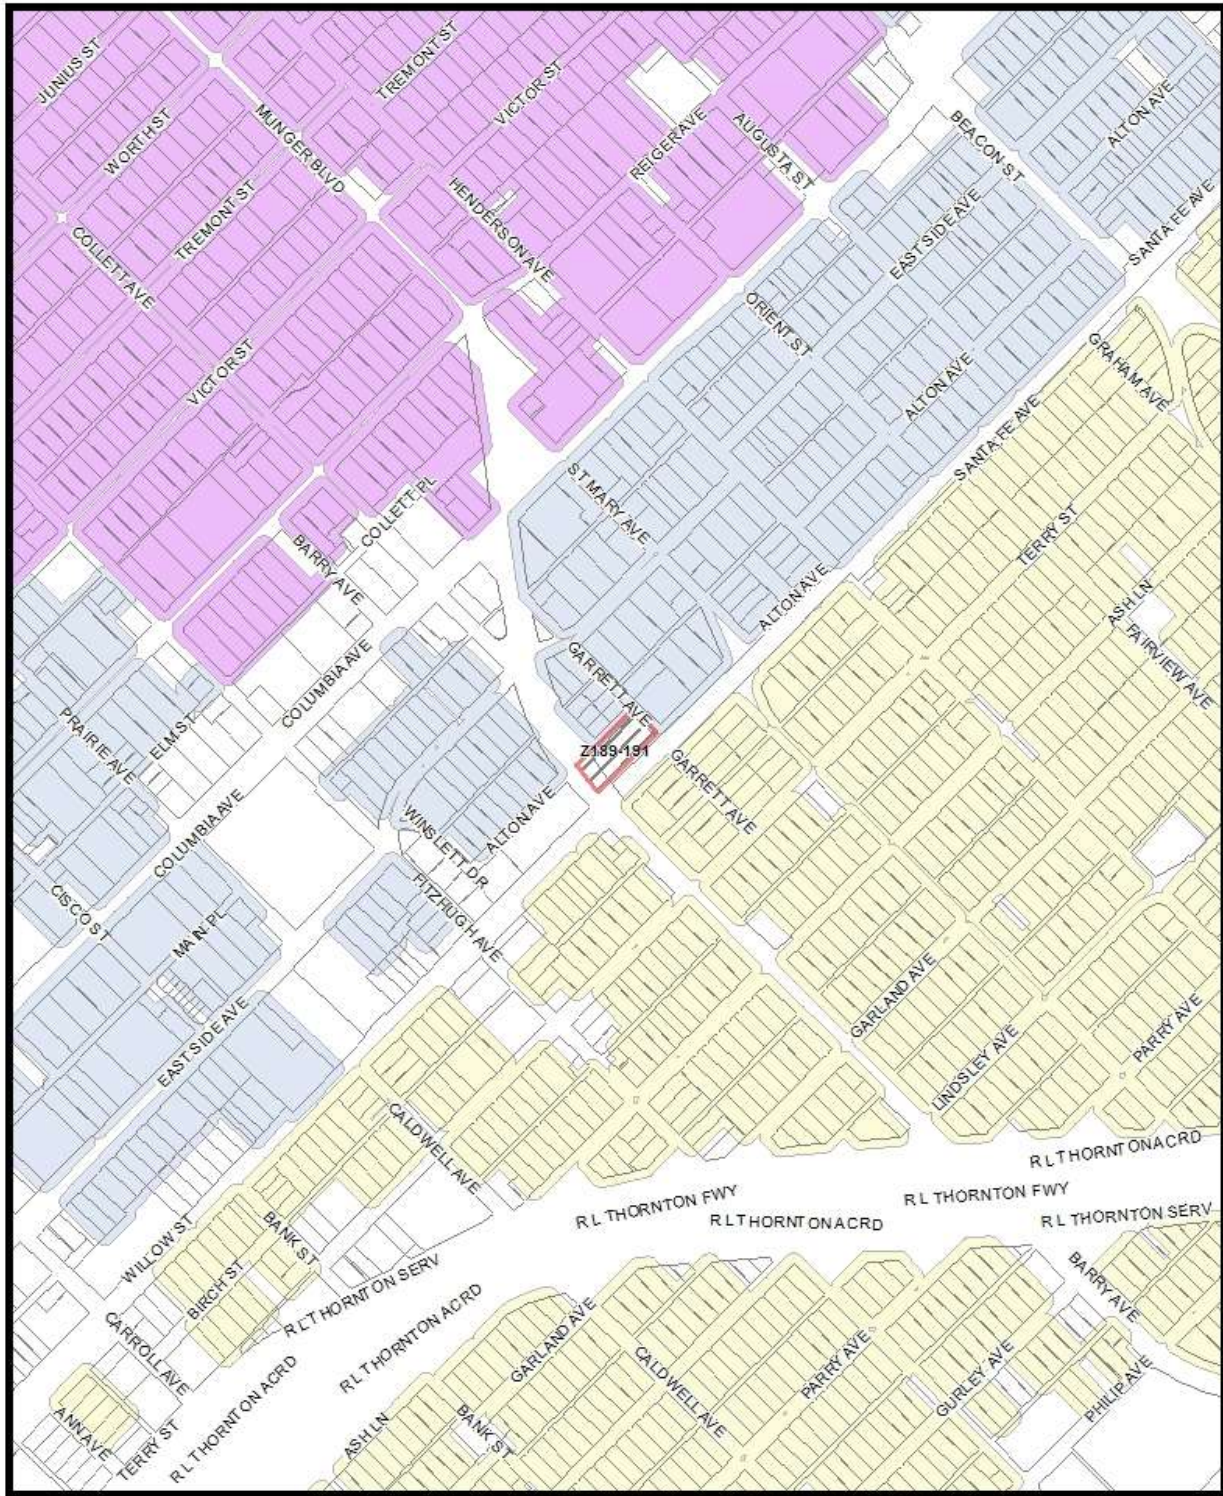 JUNIUS ST
TREMONT ST
VICTOR ST
WORTH ST
MUNGER BLVD
REIGER AVE
AUGUSTA ST
BEACON ST
ALTON AVE
TREMONT ST
HENDERSON AVE
EAST SIDE AVE
SANTA FE AVE
COLLETT AVE
ORIENT ST
VICTOR ST
GRAHAM AVE
ALTON AVE
SANTA FE AVE
ST MARY AVE
COLLETT PL
BARRY AVE
TERRY ST
ALTON AVE
ASH LN
FAIRVIEW AVE
COLUMBIA AVE
GARRETT AVE
PRAIRIE AVE
ELM ST
Z189-191
GARRETT AVE
COLUMBIA AVE
WINSLETT DR
ALTON AVE
CISCO ST
MAIN PL
FITZHUGH AVE
GARLAND AVE
EAST SIDE AVE
LINDSLEY AVE
PARRY AVE
CALDWELL AVE
R L THORNTON ACRD
R L THORNTON FWY
R L THORNTON FWY
R L THORNTON ACRD
R L THORNTON SERV
WILLOW ST
BANK ST
BIRCH ST
R L THORNTON SERV
BARRY AVE
CARROLL AVE
R L THORNTON ACRD
GARLAND AVE
CALDWELL AVE
PARRY AVE
GURLEY AVE
PHILIP AVE
R L THORNTON ACRD
ANN AVE
TERRY ST
ASH LN
BANK ST